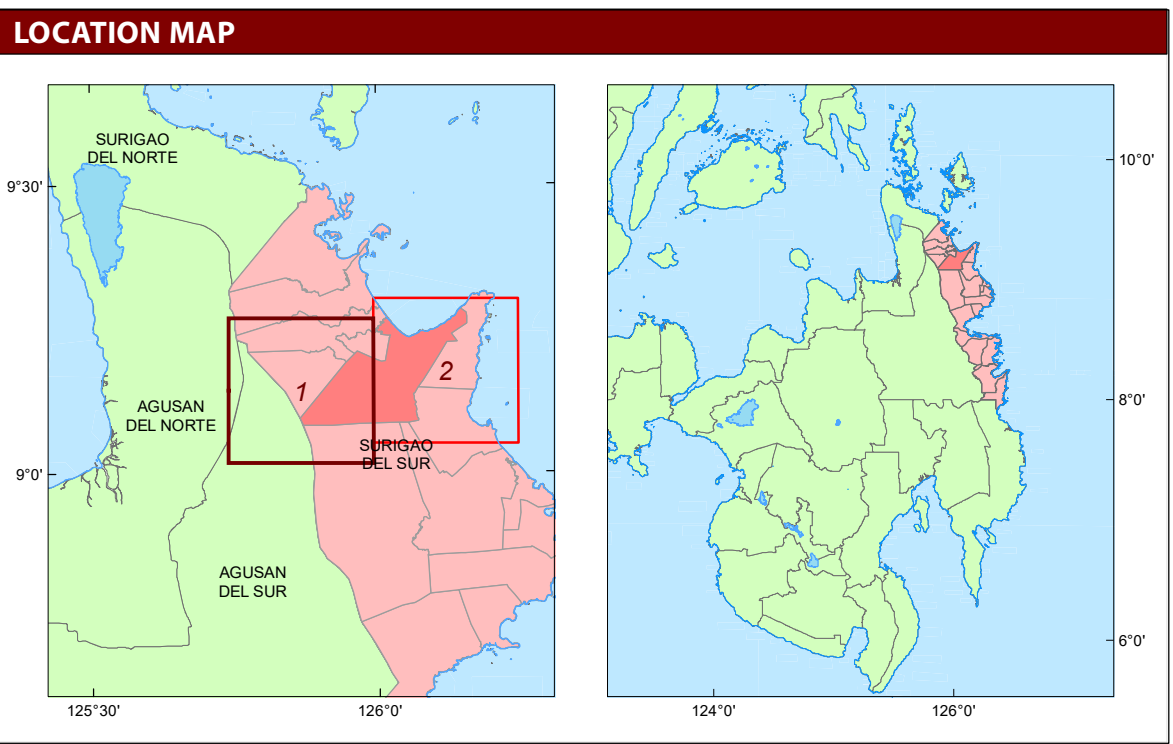 LOCATION MAP
SURIGAO
DEL NORTE
9°30'
2
1
AGUSAN
DEL NORTE
SURIGAO
DEL SUR
9°0'
AGUSAN
DEL SUR
125°30'
126°0'
10°0'
8°0'
6°0'
124°0'
126°0'